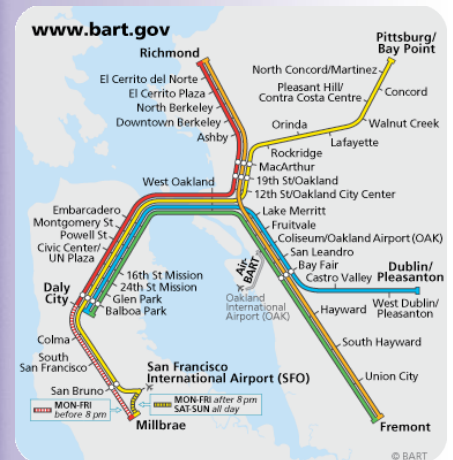 www.bart.gov
Richmond
Pittsburg/
Bay Point
El Cerrito del Norte
El Cerrito Plaza
North Berkeley
Downtown Berkeley
Ashby
North Concord/Martinez
Pleasant Hill/
Contra Costa Centre
Concord
Orinda
Walnut Creek
Lafayette
Rockridge
MacArthur
19th St/Oakland
12th St/Oakland City Center
West Oakland
Lake Merritt
Fruitvale
Coliseum/Oakland Airport (OAK)
San Leandro
Bay Fair
Castro Valley
Dublin/
Pleasanton
West Dublin/
Pleasanton
Embarcadero
Montgomery St
Powell St
Civic Center/
UN Plaza
16th St Mission
24th St Mission
Glen Park
Balboa Park
Daly
City
Air-
BART
Oakland
International
Airport (OAK)
Hayward
South Hayward
Union City
Fremont
Colma
South
San Francisco
San Bruno
San Francisco
International Airport (SFO)
MON-FRI
before 8 pm
MON-FRI after 8 pm
SAT-SUN all day
Millbrae
© BART